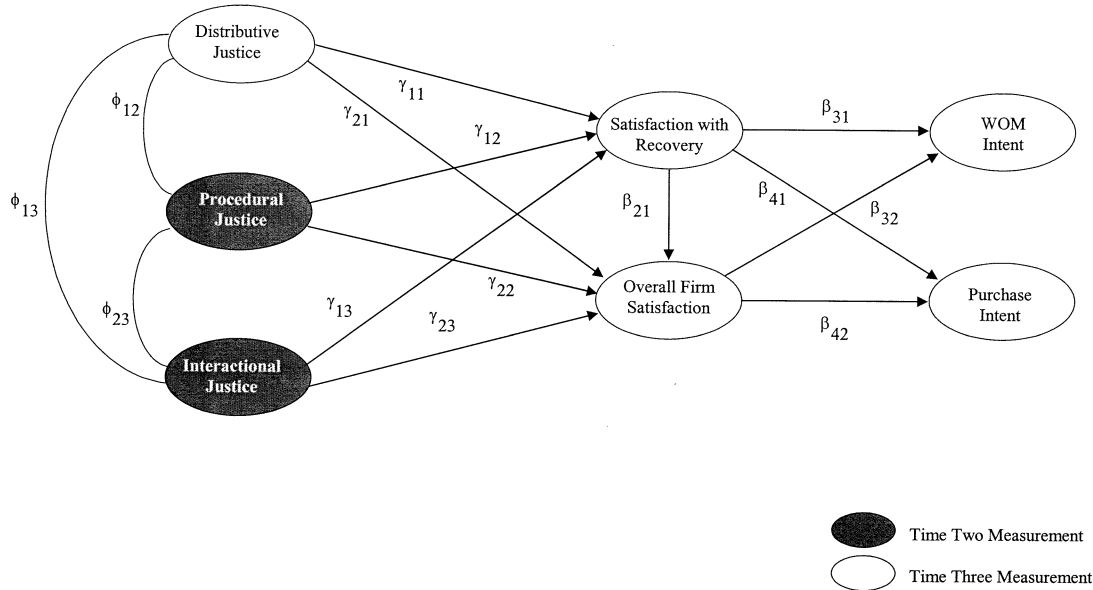 Distributive
Justice
ϕ12
γ11
γ21
γ12
Satisfaction with
Recovery
β31
WOM
Intent
ϕ13
Procedural
Justice
β21
β41
β32
ϕ23
γ13
γ22
γ23
Overall Firm
Satisfaction
β42
Purchase
Intent
Interactional
Justice
Time Two Measurement
Time Three Measurement